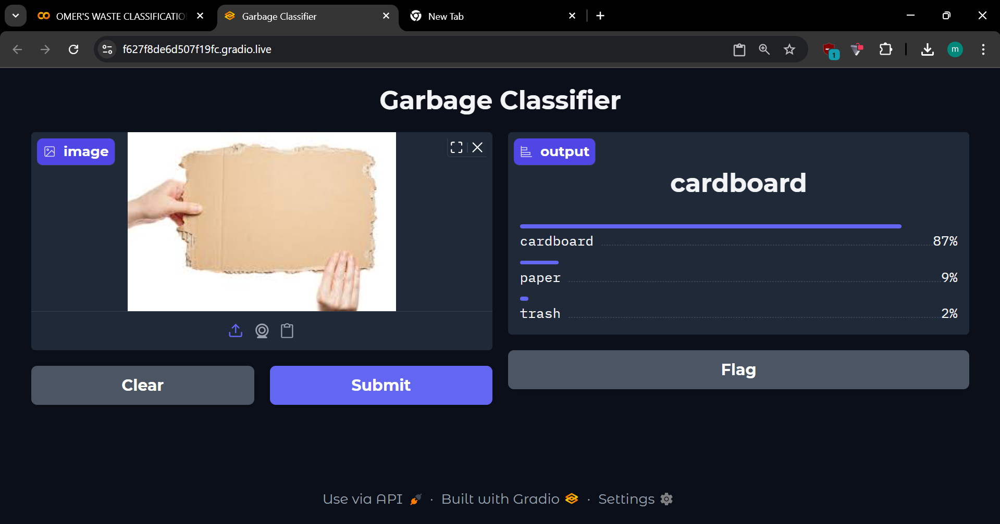 OMER'S WASTE CLASSIFICATIO
Garbage Classifier
New Tab
f627f8de6d507f19fc.gradio.live
1
m
Garbage Classifier
image
output
cardboard
cardboard 87%
paper 9%
trash 2%
Clear
Submit
Flag
Use via API · Built with Gradio · Settings